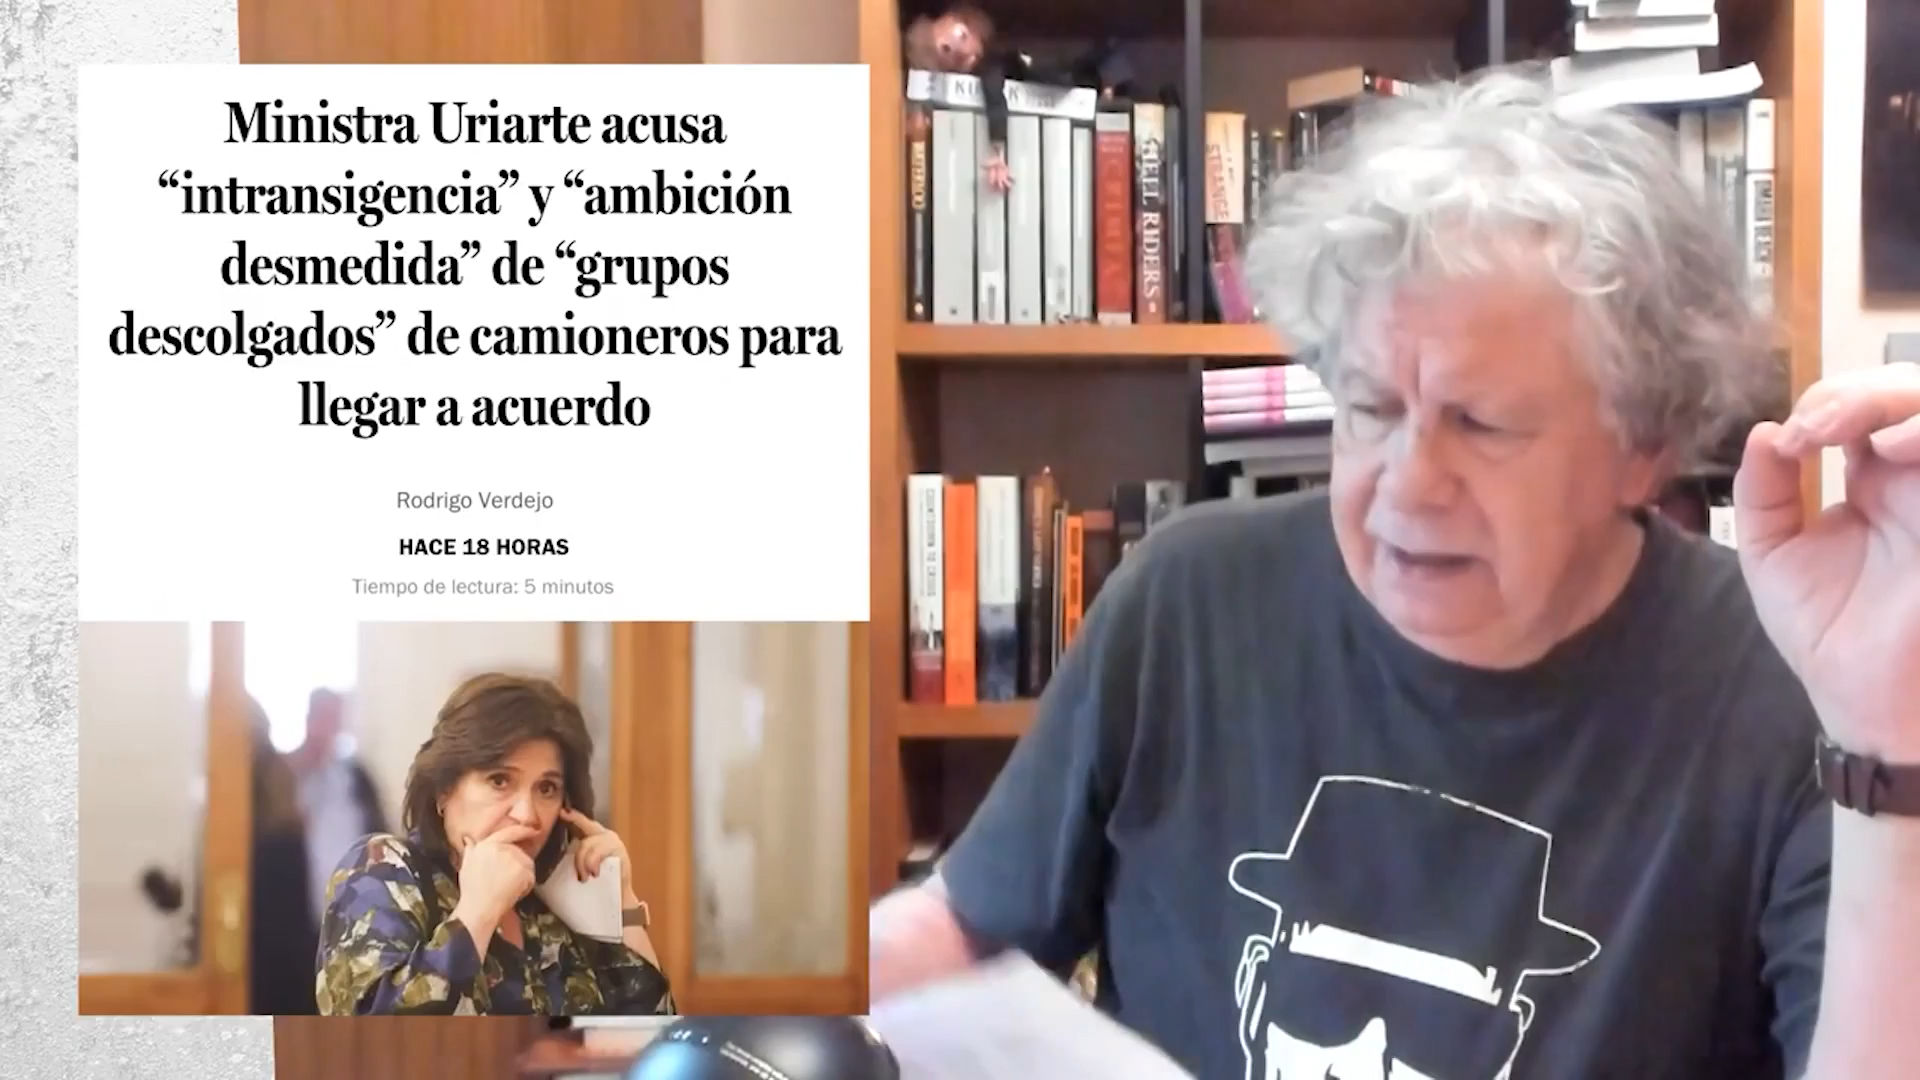 Ministra Uriarte acusa
“intransigencia” y “ambición
desmedida” de “grupos
descolgados” de camioneros para
llegar a acuerdo
Rodrigo Verdejo
HACE 18 HORAS
Tiempo de lectura: 5 minutos
HELL RIDERS
STRANGE